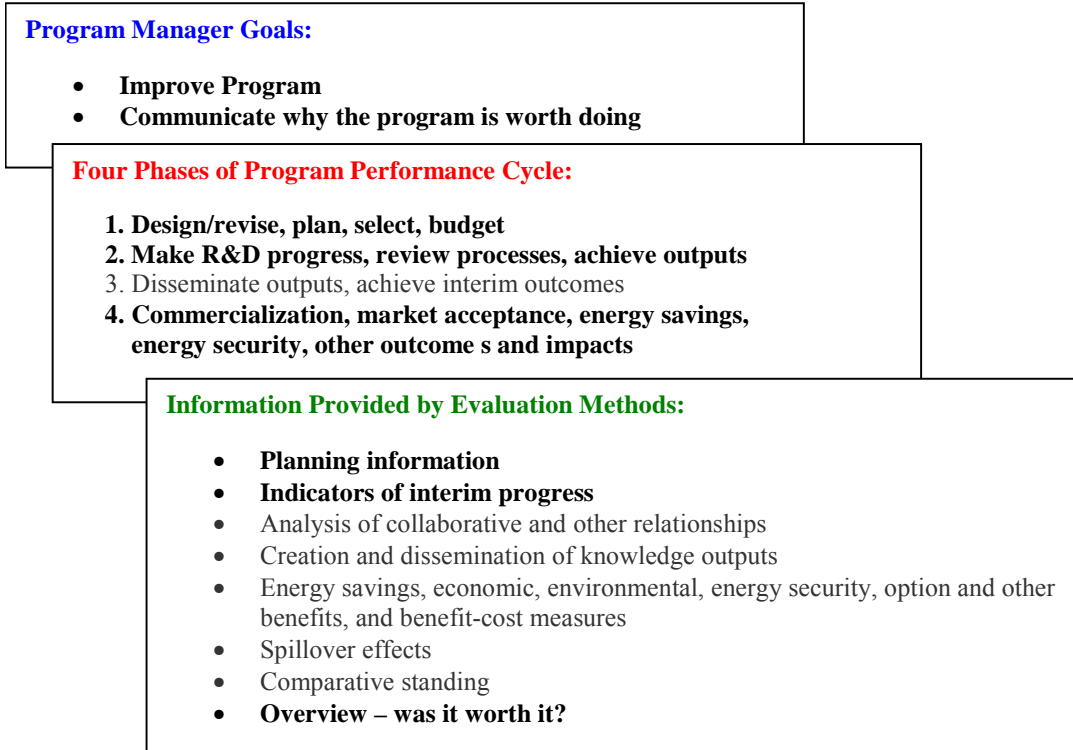 Program Manager Goals:
• Improve Program
• Communicate why the program is worth doing
Four Phases of Program Performance Cycle:
1. Design/revise, plan, select, budget
2. Make R&D progress, review processes, achieve outputs
3. Disseminate outputs, achieve interim outcomes
4. Commercialization, market acceptance, energy savings,
energy security, other outcome s and impacts
Information Provided by Evaluation Methods:
• Planning information
• Indicators of interim progress
• Analysis of collaborative and other relationships
• Creation and dissemination of knowledge outputs
• Energy savings, economic, environmental, energy security, option and other
benefits, and benefit-cost measures
• Spillover effects
• Comparative standing
• Overview – was it worth it?